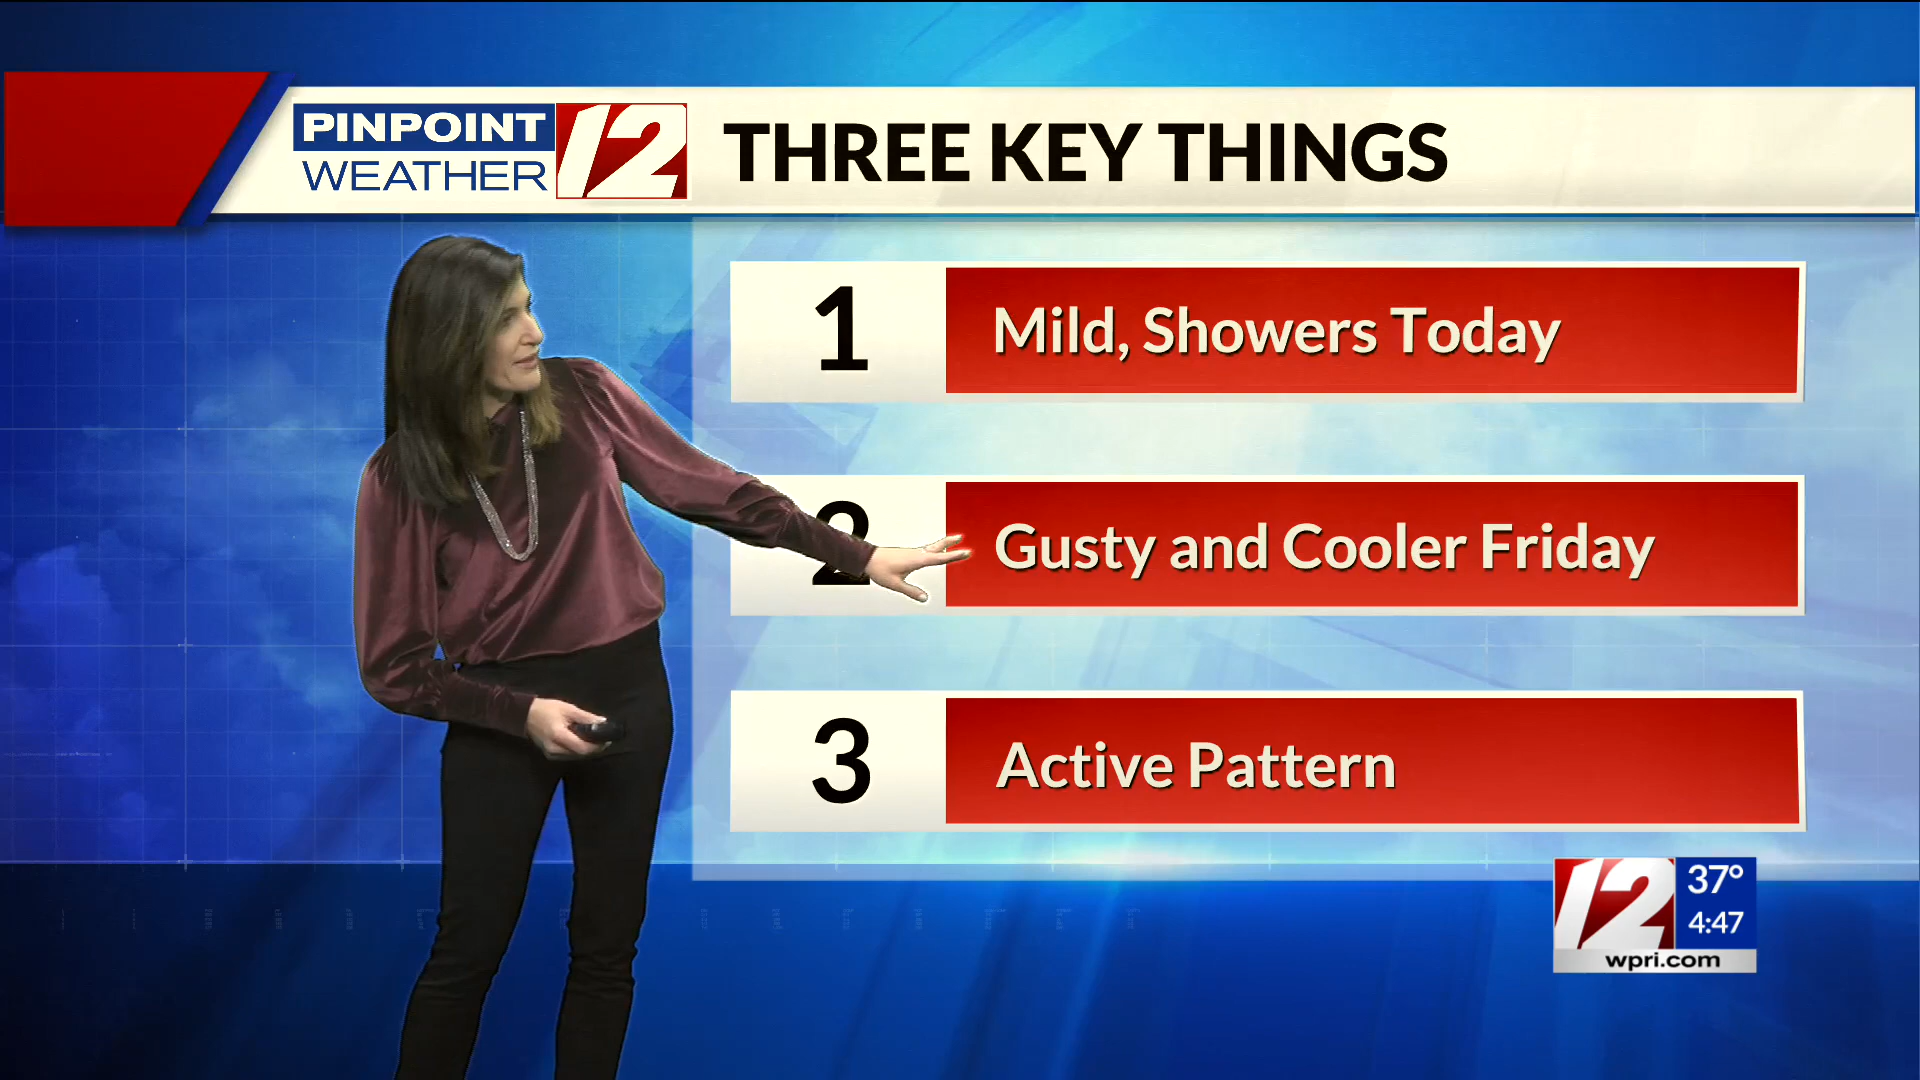 PINPOINT
WEATHER
12
THREE KEY THINGS
1
Mild, Showers Today
2
Gusty and Cooler Friday
3
Active Pattern
12
37°
4:47
wpri.com